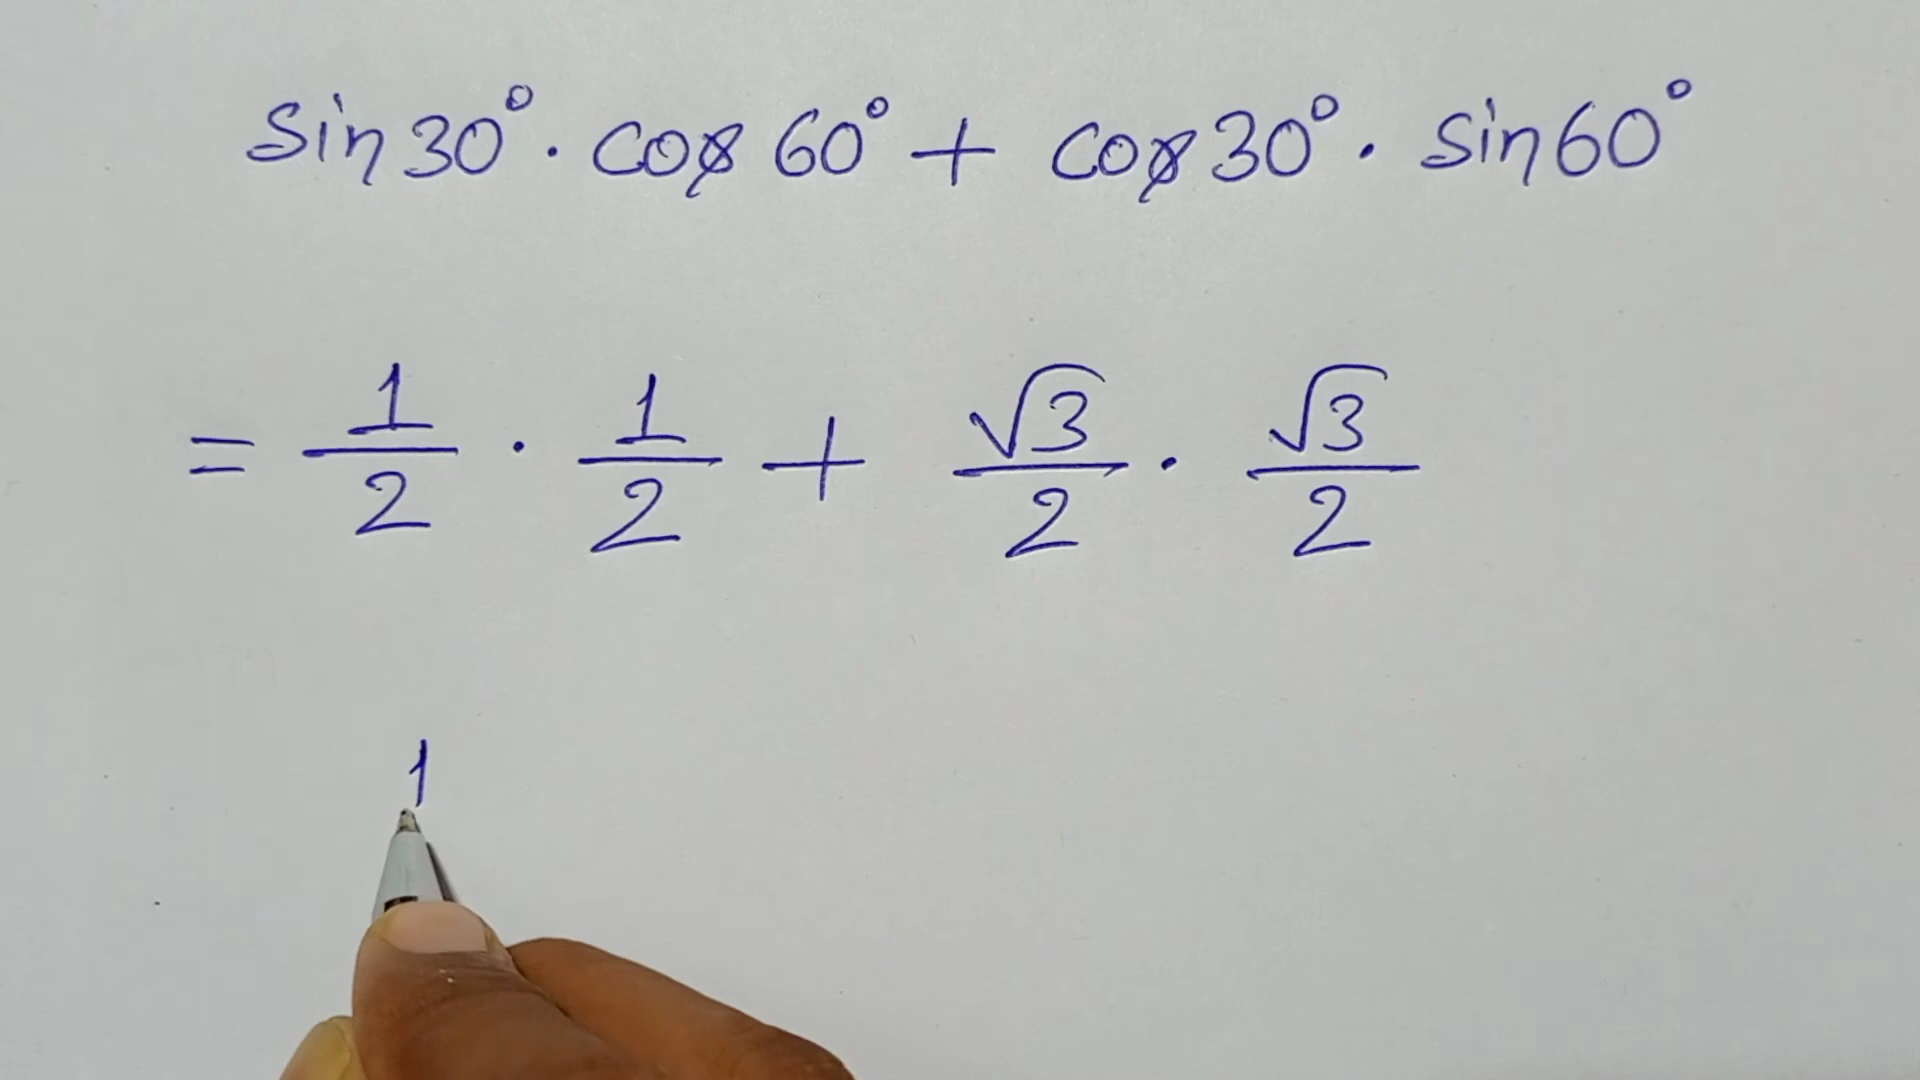 sin 30° · cos 60° + cos 30° · sin 60°
= 1/2 · 1/2 + √3/2 · √3/2
1